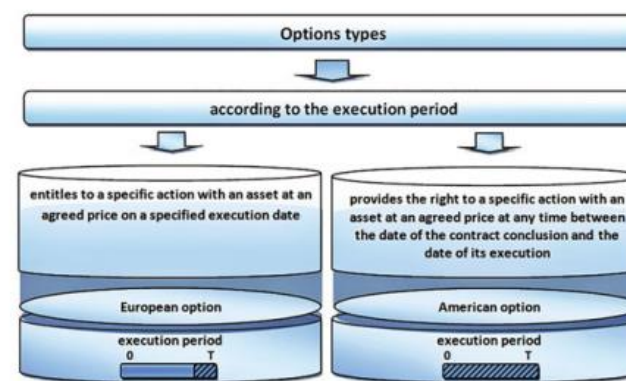 Options types
according to the execution period
entitles to a specific action with an asset at an
agreed price on a specified execution date
provides the right to a specific action with an
asset at an agreed price at any time between
the date of the contract conclusion and the
date of its execution
European option
American option
execution period
0 T
execution period
0 T